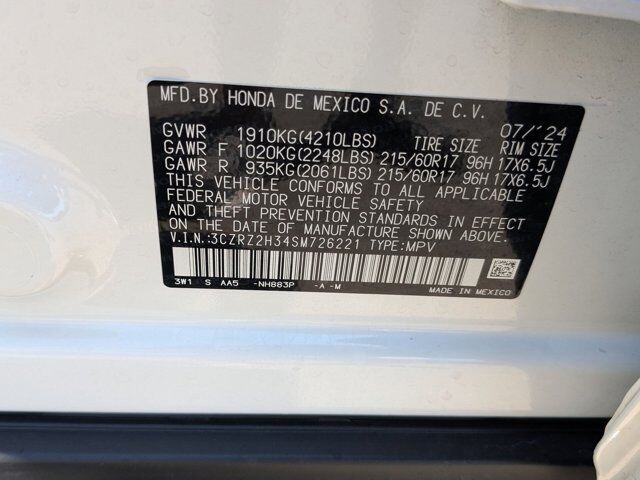 MFD.BY HONDA DE MEXICO S.A. DE C.V.
07/'24
GVWR 1910KG(4210LBS) TIRE SIZE RIM SIZE
GAWR F 1020KG(2248LBS) 215/60R17 96H 17X6.5J
GAWR R 935KG(2061LBS) 215/60R17 96H 17X6.5J
THIS VEHICLE CONFORMS TO ALL APPLICABLE
FEDERAL MOTOR VEHICLE SAFETY
AND THEFT PREVENTION STANDARDS IN EFFECT
ON THE DATE OF MANUFACTURE SHOWN ABOVE.
V.I.N.:3CZRZ2H34SM726221 TYPE:MPV
3W1 S AA5 -NH883P -A -M
MADE IN MEXICO